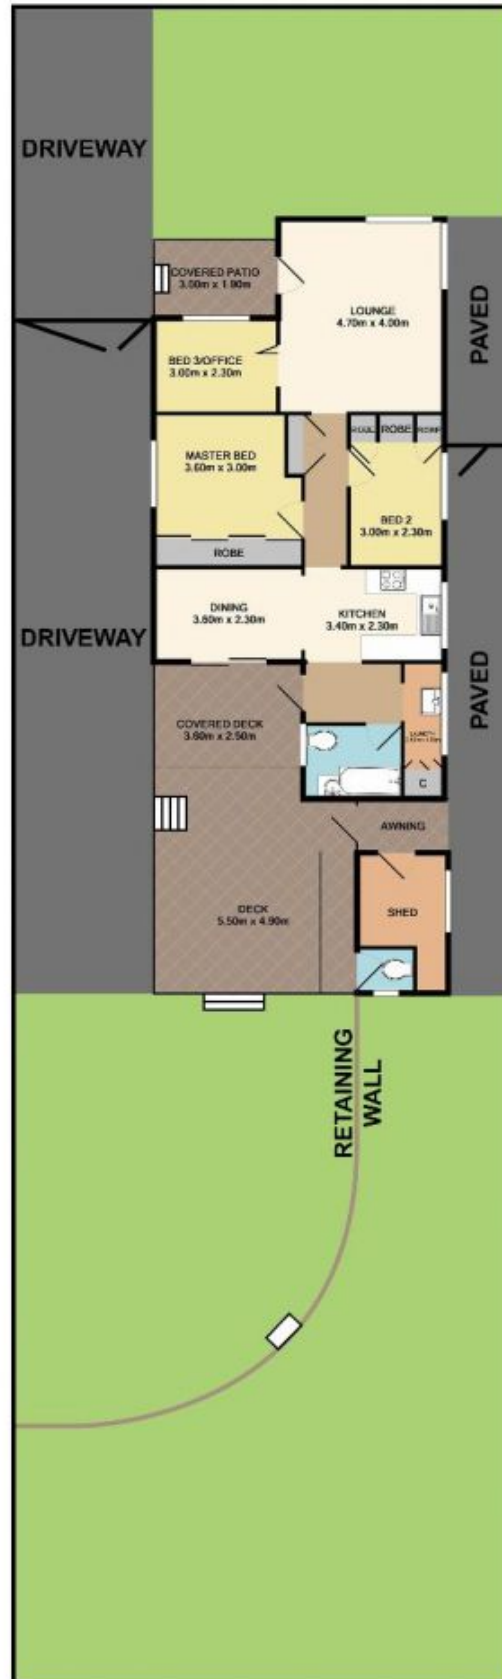 DRIVEWAY
COVERED PATIO
3.00m x 1.90m
LOUNGE
4.70m x 4.00m
PAVED
BED 3/OFFICE
3.00m x 2.30m
MASTER BED
3.60m x 3.00m
ROBE
ROBE
BED 2
3.00m x 2.30m
DINING
3.60m x 2.30m
KITCHEN
3.40m x 2.30m
DRIVEWAY
PAVED
COVERED DECK
3.60m x 2.50m
C
AWNING
SHED
DECK
5.50m x 4.90m
RETAINING
WALL